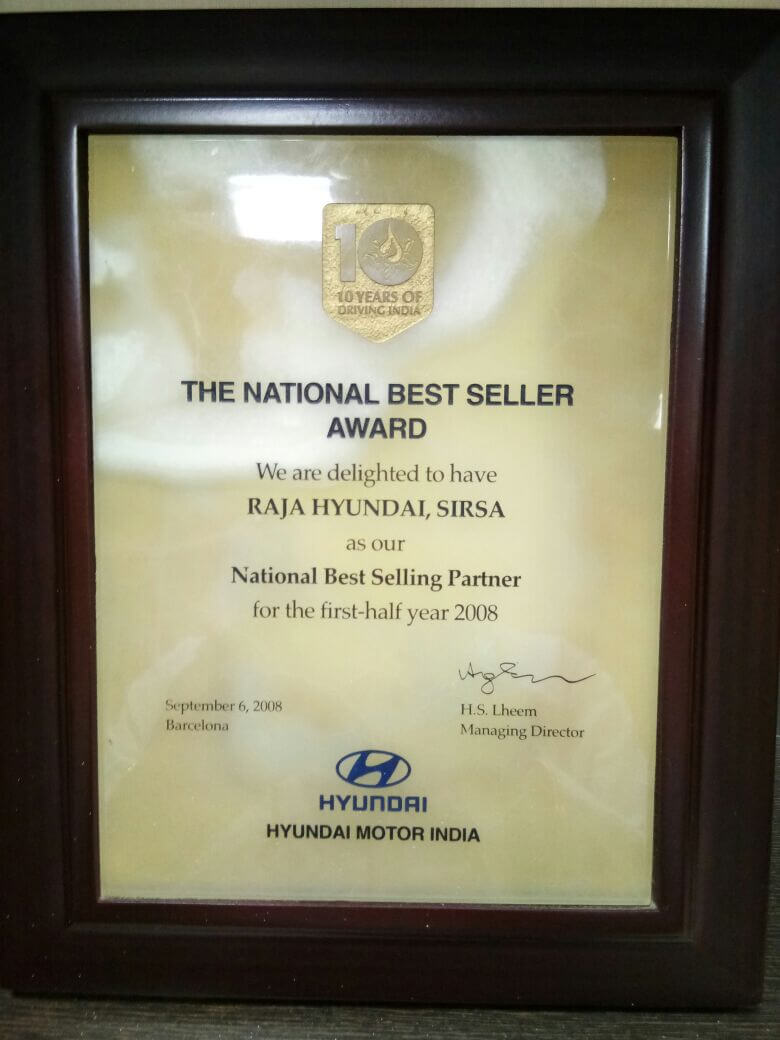 10
10 YEARS OF
DRIVING INDIA
THE NATIONAL BEST SELLER
AWARD
We are delighted to have
RAJA HYUNDAI, SIRSA
as our
National Best Selling Partner
for the first-half year 2008
September 6, 2008
Barcelona
H.S. Lheem
Managing Director
HYUNDAI
HYUNDAI MOTOR INDIA